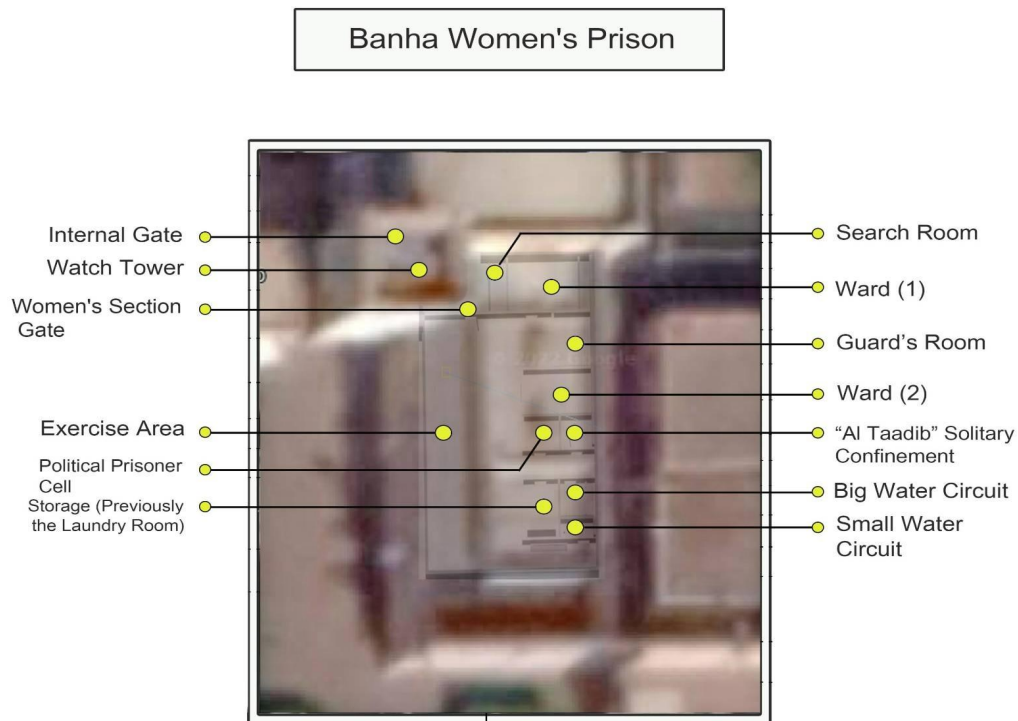 Banha Women's Prison
Internal Gate
Watch Tower
Women's Section
Gate
Exercise Area
Political Prisoner
Cell
Storage (Previously
the Laundry Room)
Search Room
Ward (1)
Guard's Room
Ward (2)
“Al Taadib” Solitary
Confinement
Big Water Circuit
Small Water
Circuit